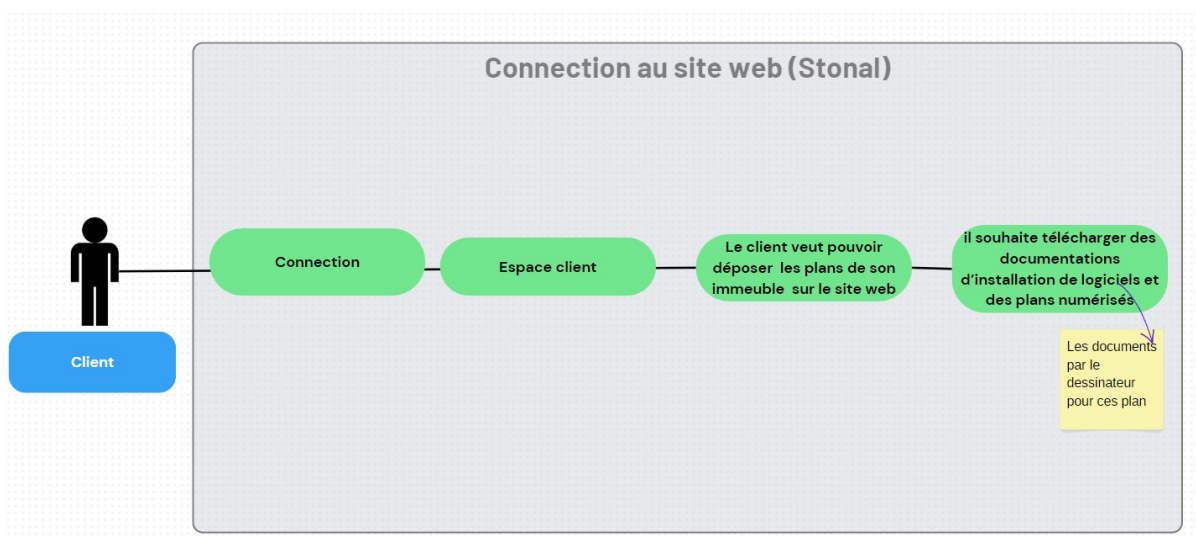 Connection au site web (Stonal)
Connection
Espace client
Le client veut pouvoir
déposer les plans de son
immeuble sur le site web
il souhaite télécharger des
documentations
d'installation de logiciels et
des plans numérisés
Client
Les documents
par le
dessinateur
pour ces plan